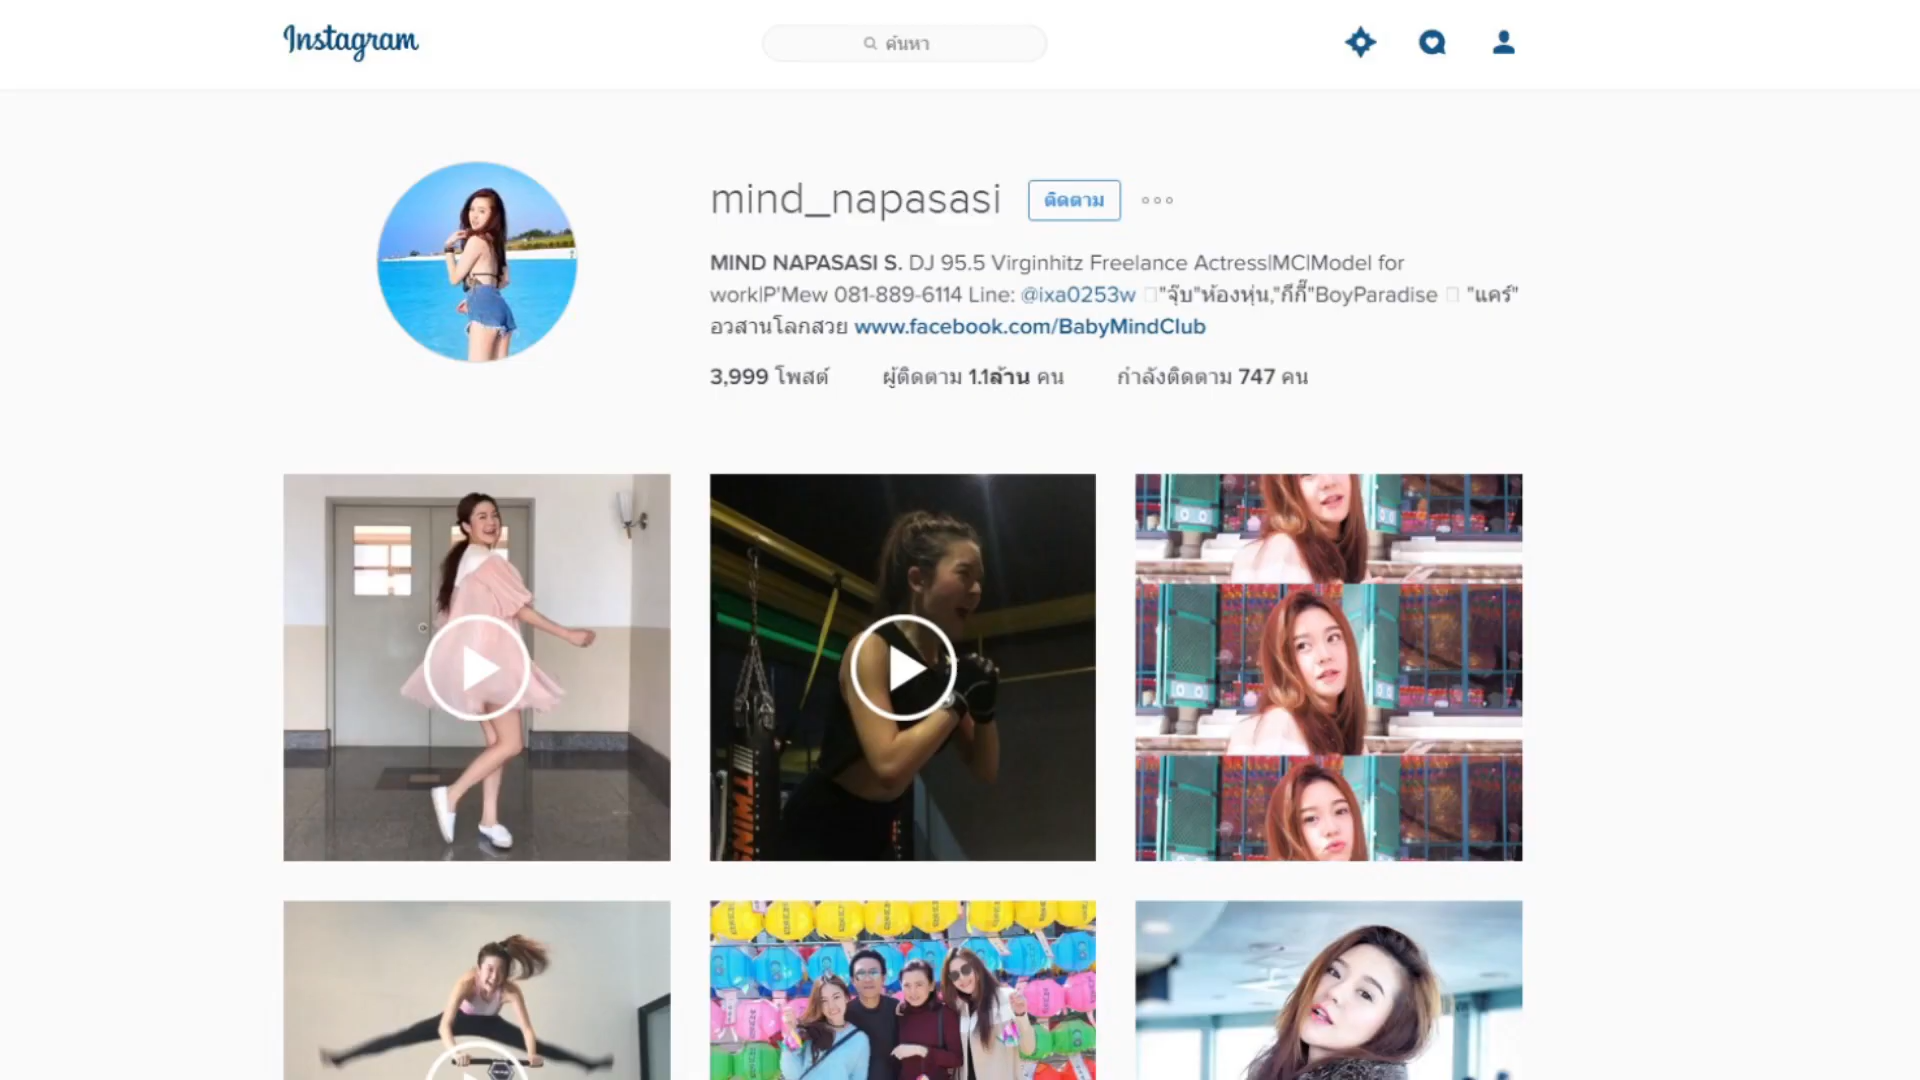 Instagram
ค้นหา
mind_napasasi
ติดตาม
MIND NAPASASI S. DJ 95.5 Virginhitz Freelance Actress|MC|Model for
work|P'Mew 081-889-6114 Line: @ixa0253w "จุ๊บ"ห้องหุ่น,"กีกี๊"BoyParadise "แคร์"
อวสานโลกสวย www.facebook.com/BabyMindClub
3,999 โพสต์ ผู้ติดตาม 1.1ล้าน คน กำลังติดตาม 747 คน
TWINS